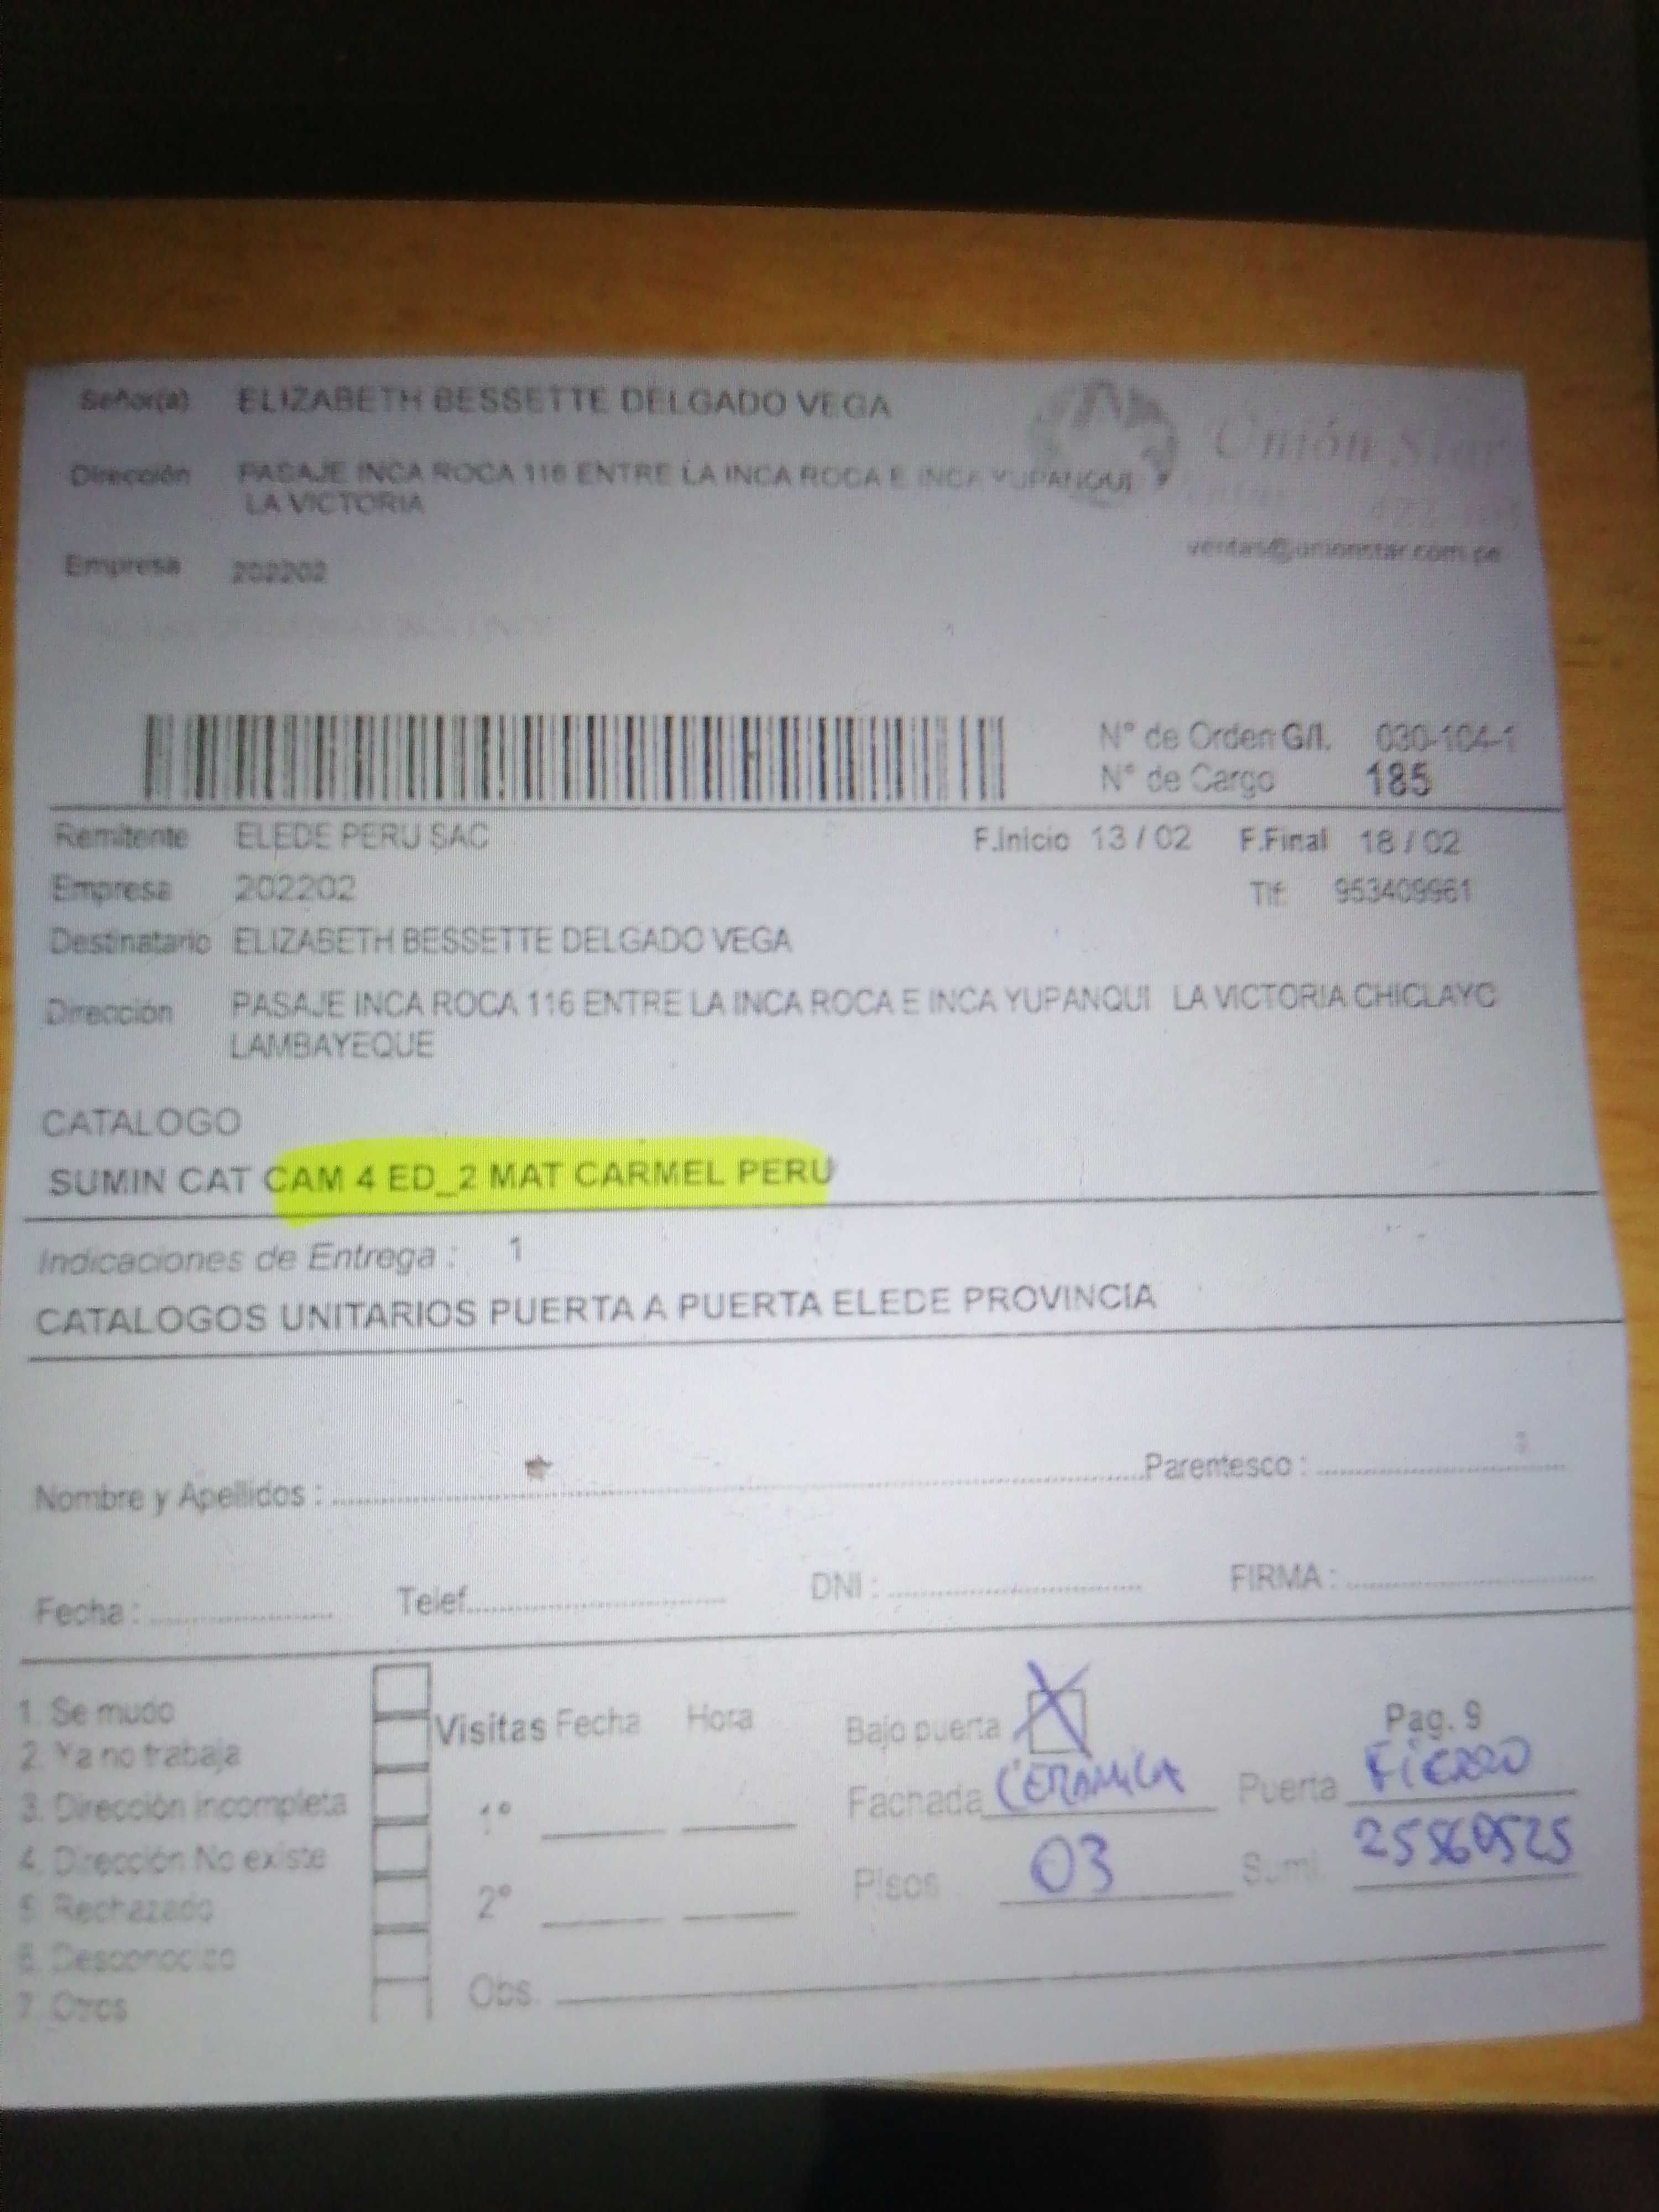 Señor(a) ELIZABETH BESSETTE DELGADO VEGA
Unión Star
Dirección PASAJE INCA ROCA 116 ENTRE LA INCA ROCA E INCA YUPANQUI
LA VICTORIA
ventas@unionstar.com.pe
Empresa 202202
N° de Orden G/I. 030-104-1
N° de Cargo 185
Remitente ELEDE PERU SAC F.Inicio 13 / 02 F.Final 18 / 02
Empresa 202202 Tlf: 953409961
Destinatario ELIZABETH BESSETTE DELGADO VEGA
Dirección PASAJE INCA ROCA 116 ENTRE LA INCA ROCA E INCA YUPANQUI LA VICTORIA CHICLAYO
LAMBAYEQUE
CATALOGO
SUMIN CAT CAM 4 ED_2 MAT CARMEL PERU
Indicaciones de Entrega : 1
CATALOGOS UNITARIOS PUERTA A PUERTA ELEDE PROVINCIA
Nombre y Apellidos : Parentesco :
Fecha : Telef. DNI : FIRMA :
1. Se mudo
2. Ya no trabaja
3. Dirección incompleta
4. Dirección No existe
5. Rechazado
6. Desconocido
7. Otros
Visitas Fecha Hora
1°
2°
Obs.
Bajo puerta X Pag. 9
Fachada CERAMICA Puerta FIERRO
Pisos 03 Sumi. 25560525